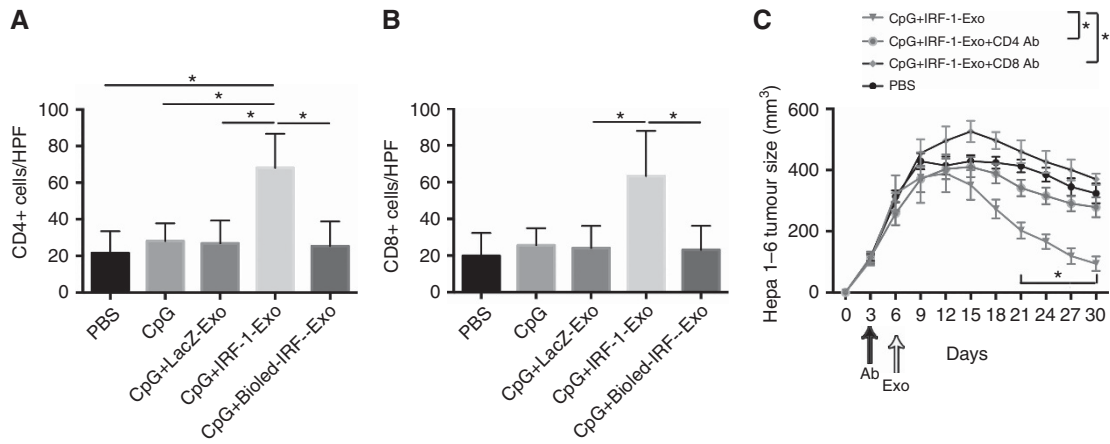 A
CD4+ cells/HPF
100
80
60
40
20
0
*
*
*
*
PBS
CpG
CpG+LacZ-Exo
CpG+IRF-1-Exo
CpG+Bioled-IRF--Exo
B
CD8+ cells/HPF
100
80
60
40
20
0
*
*
PBS
CpG
CpG+LacZ-Exo
CpG+IRF-1-Exo
CpG+Bioled-IRF--Exo
C
CpG+IRF-1-Exo
CpG+IRF-1-Exo+CD4 Ab
CpG+IRF-1-Exo+CD8 Ab
PBS
*
*
Hepa 1–6 tumour size (mm³)
600
400
200
0
*
0 3 6 9 12 15 18 21 24 27 30
Ab
Exo
Days